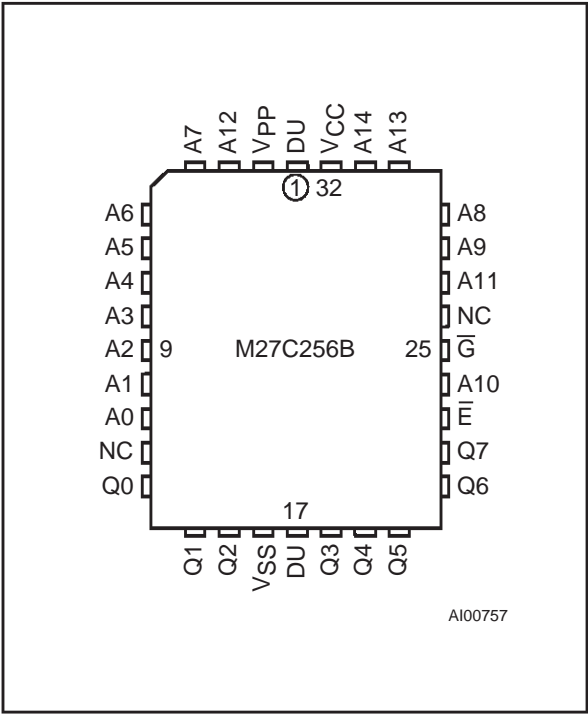 A7 A12 VPP DU VCC A14 A13
1 32
A6 A8
A5 A9
A4 A11
A3 NC
A2 9 M27C256B 25 G̅
A1 A10
A0 E̅
NC Q7
Q0 Q6
17
Q1 Q2 VSS DU Q3 Q4 Q5
AI00757